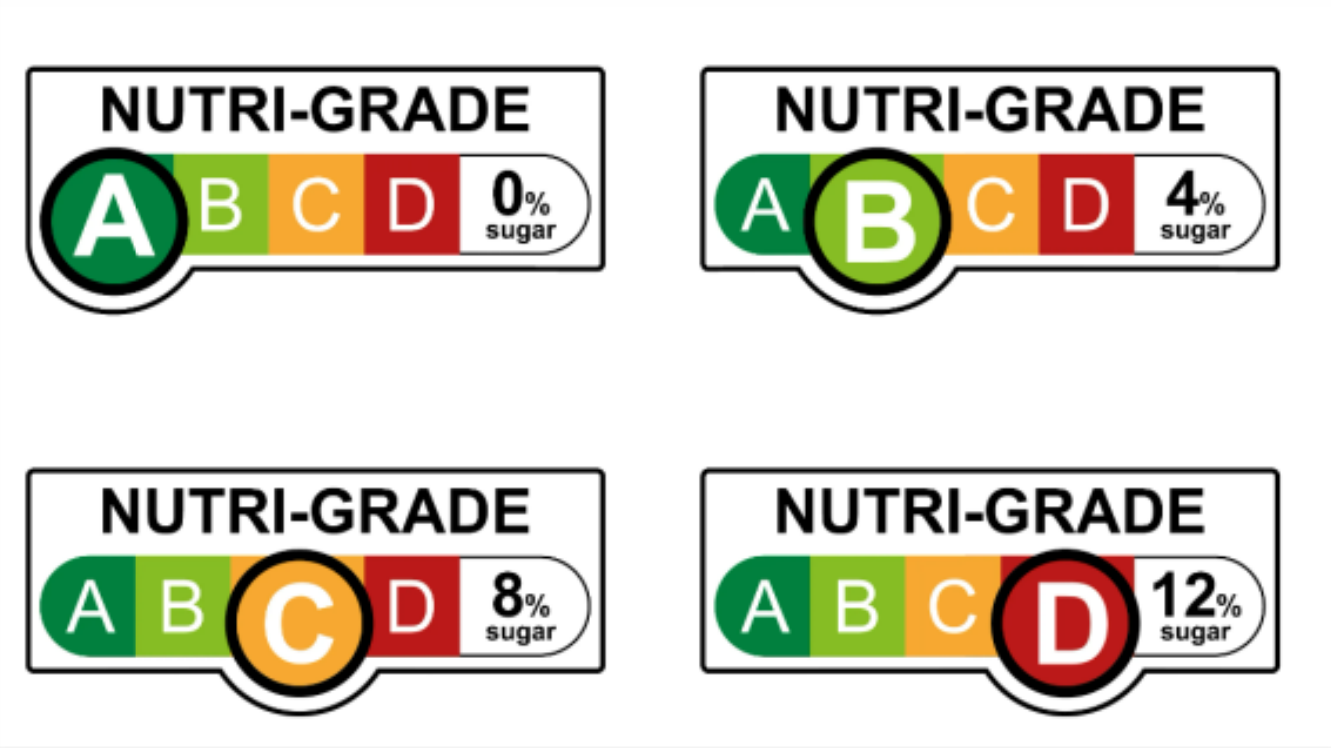 NUTRI-GRADE
A B C D 0% sugar
NUTRI-GRADE
A B C D 4% sugar
NUTRI-GRADE
A B C D 8% sugar
NUTRI-GRADE
A B C D 12% sugar